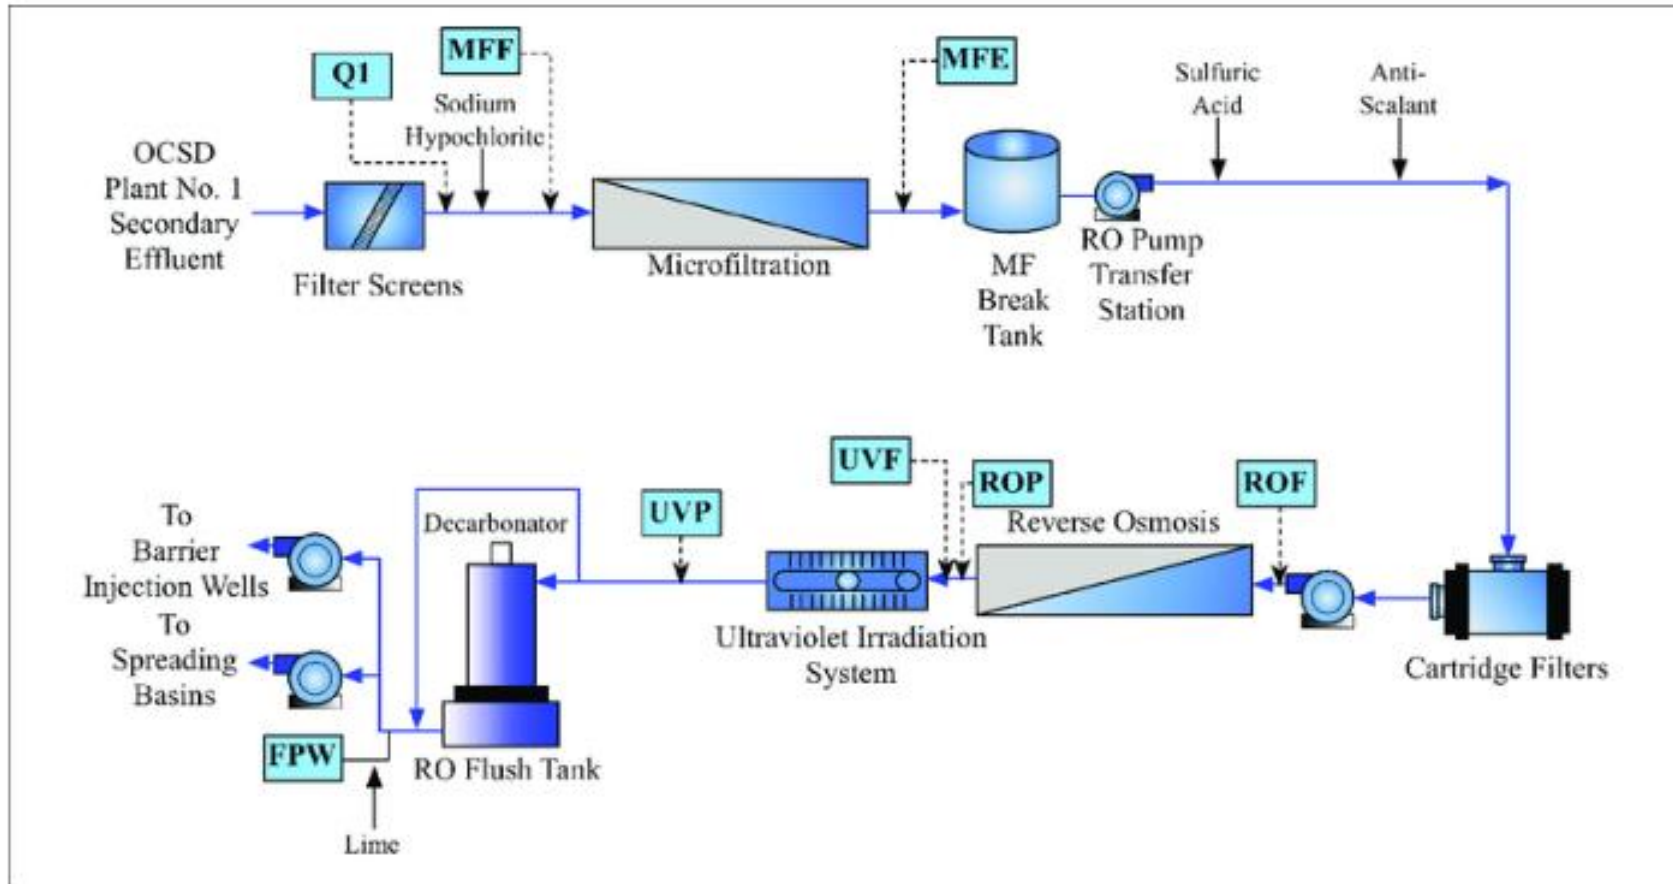 Q1
MFF
MFE
Sodium
Hypochlorite
Sulfuric
Acid
Anti-
Scalant
OCSD
Plant No. 1
Secondary
Effluent
Filter Screens
Microfiltration
MF
Break
Tank
RO Pump
Transfer
Station
UVF
ROP
ROF
UVP
Reverse Osmosis
Decarbonator
To
Barrier
Injection Wells
To
Spreading
Basins
Ultraviolet Irradiation
System
Cartridge Filters
FPW
RO Flush Tank
Lime